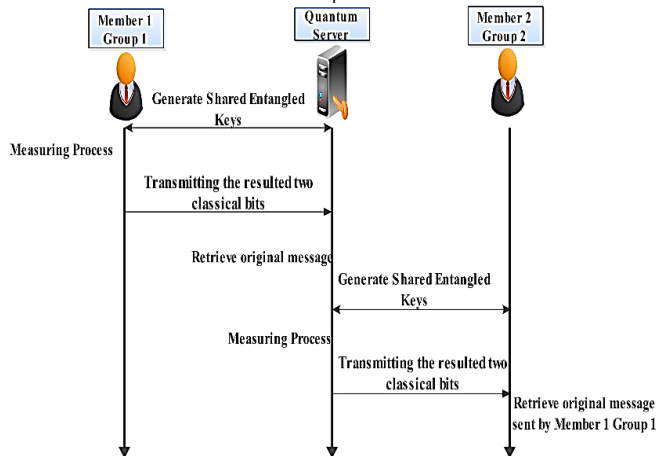 Member 1
Group 1
Quantum
Server
Member 2
Group 2
Generate Shared Entangled
Keys
Measuring Process
Transmitting the resulted two
classical bits
Retrieve original message
Generate Shared Entangled
Keys
Measuring Process
Transmitting the resulted two
classical bits
Retrieve original message
sent by Member 1 Group 1